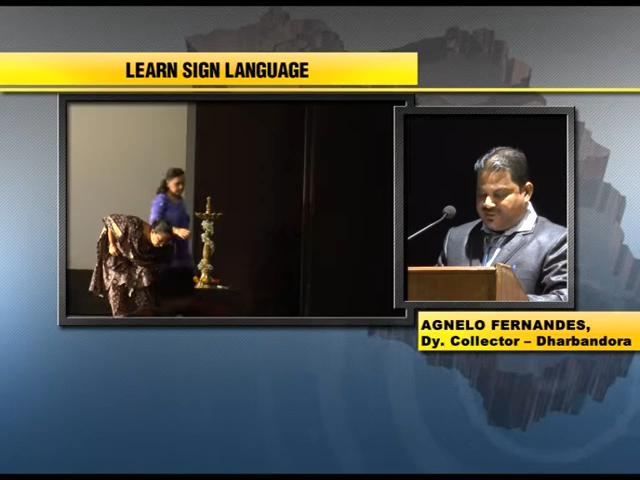 LEARN SIGN LANGUAGE
AGNELO FERNANDES,
Dy. Collector – Dharbandora